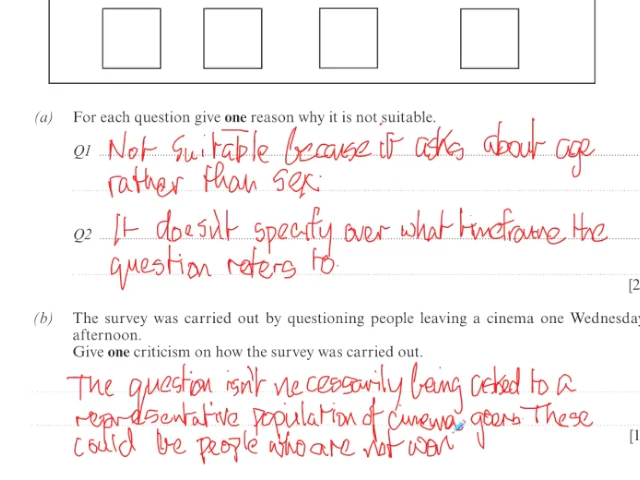 (a) For each question give one reason why it is not suitable.
Q1 Not suitable because it asks about age
rather than sex.
Q2 It doesn't specify over what timeframe the
question refers to.
[2
(b) The survey was carried out by questioning people leaving a cinema one Wednesday
afternoon.
Give one criticism on how the survey was carried out.
The question isn't necessarily being asked to a
representative population of cinema goers. These
could be people who are not wor
[1